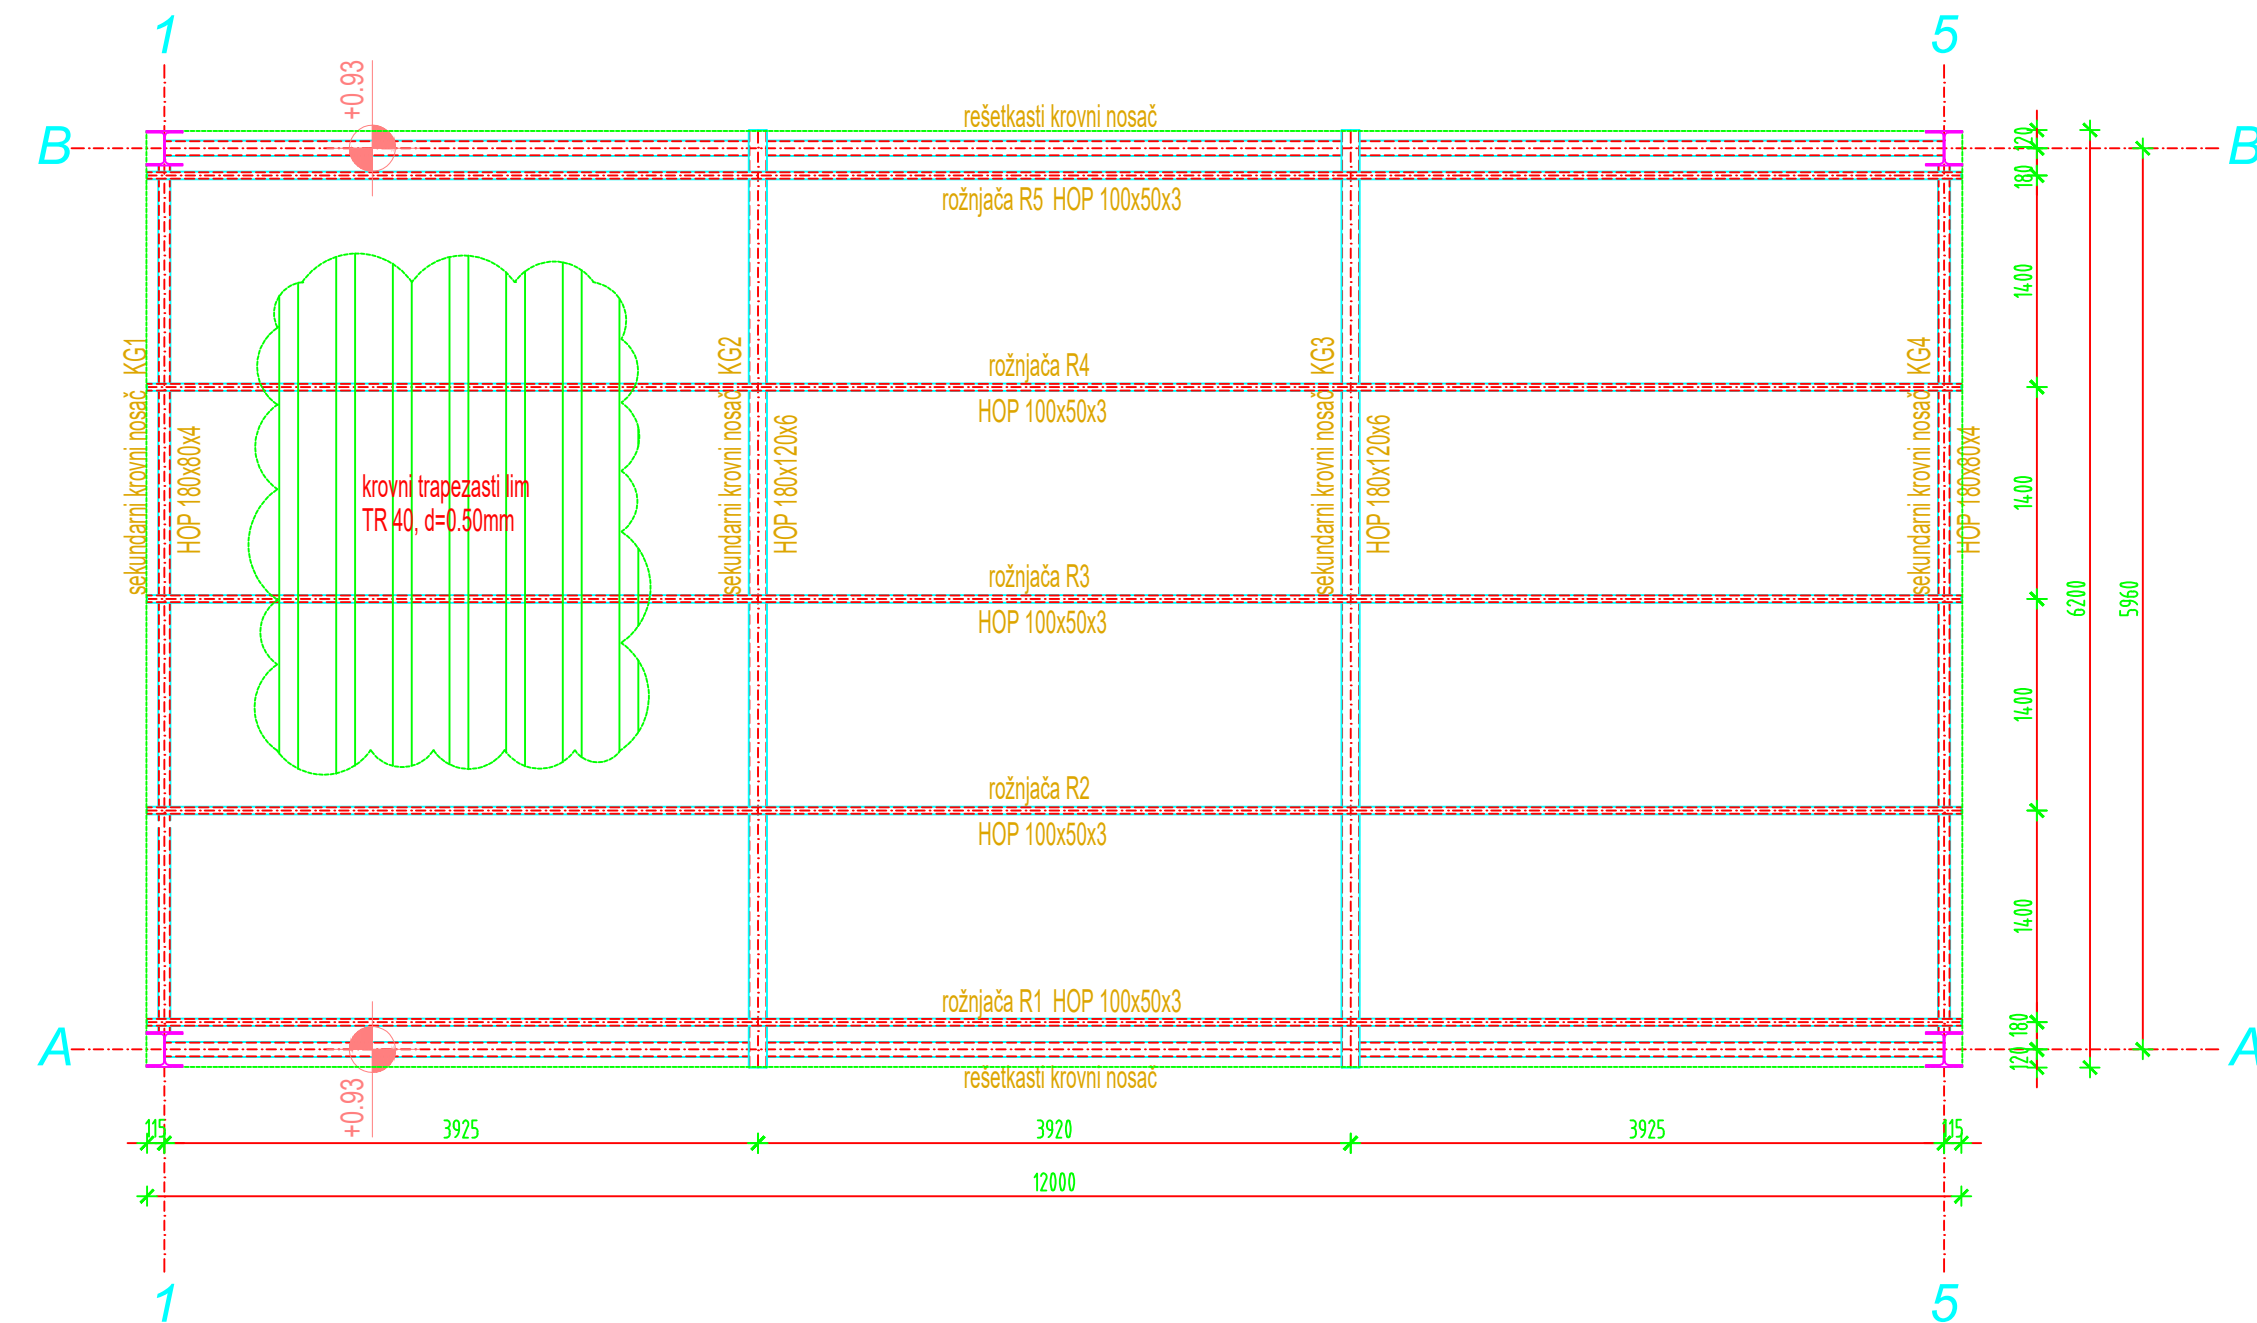 1
5
+0.93
rešetkasti krovni nosač
B
B
120
180
rožnjača R5  HOP 100x50x3
1400
sekundarni krovni nosač  KG1
HOP 180x80x4
sekundarni krovni nosač  KG2
HOP 180x120x6
sekundarni krovni nosač  KG3
HOP 180x120x6
sekundarni krovni nosač  KG4
HOP 180x80x4
rožnjača R4
HOP 100x50x3
krovni trapezasti lim
TR 40, d=0.50mm
1400
rožnjača R3
HOP 100x50x3
6200
5960
1400
rožnjača R2
HOP 100x50x3
1400
rožnjača R1  HOP 100x50x3
180
120
A
A
rešetkasti krovni nosač
+0.93
115
3925
3920
3925
115
12000
1
5